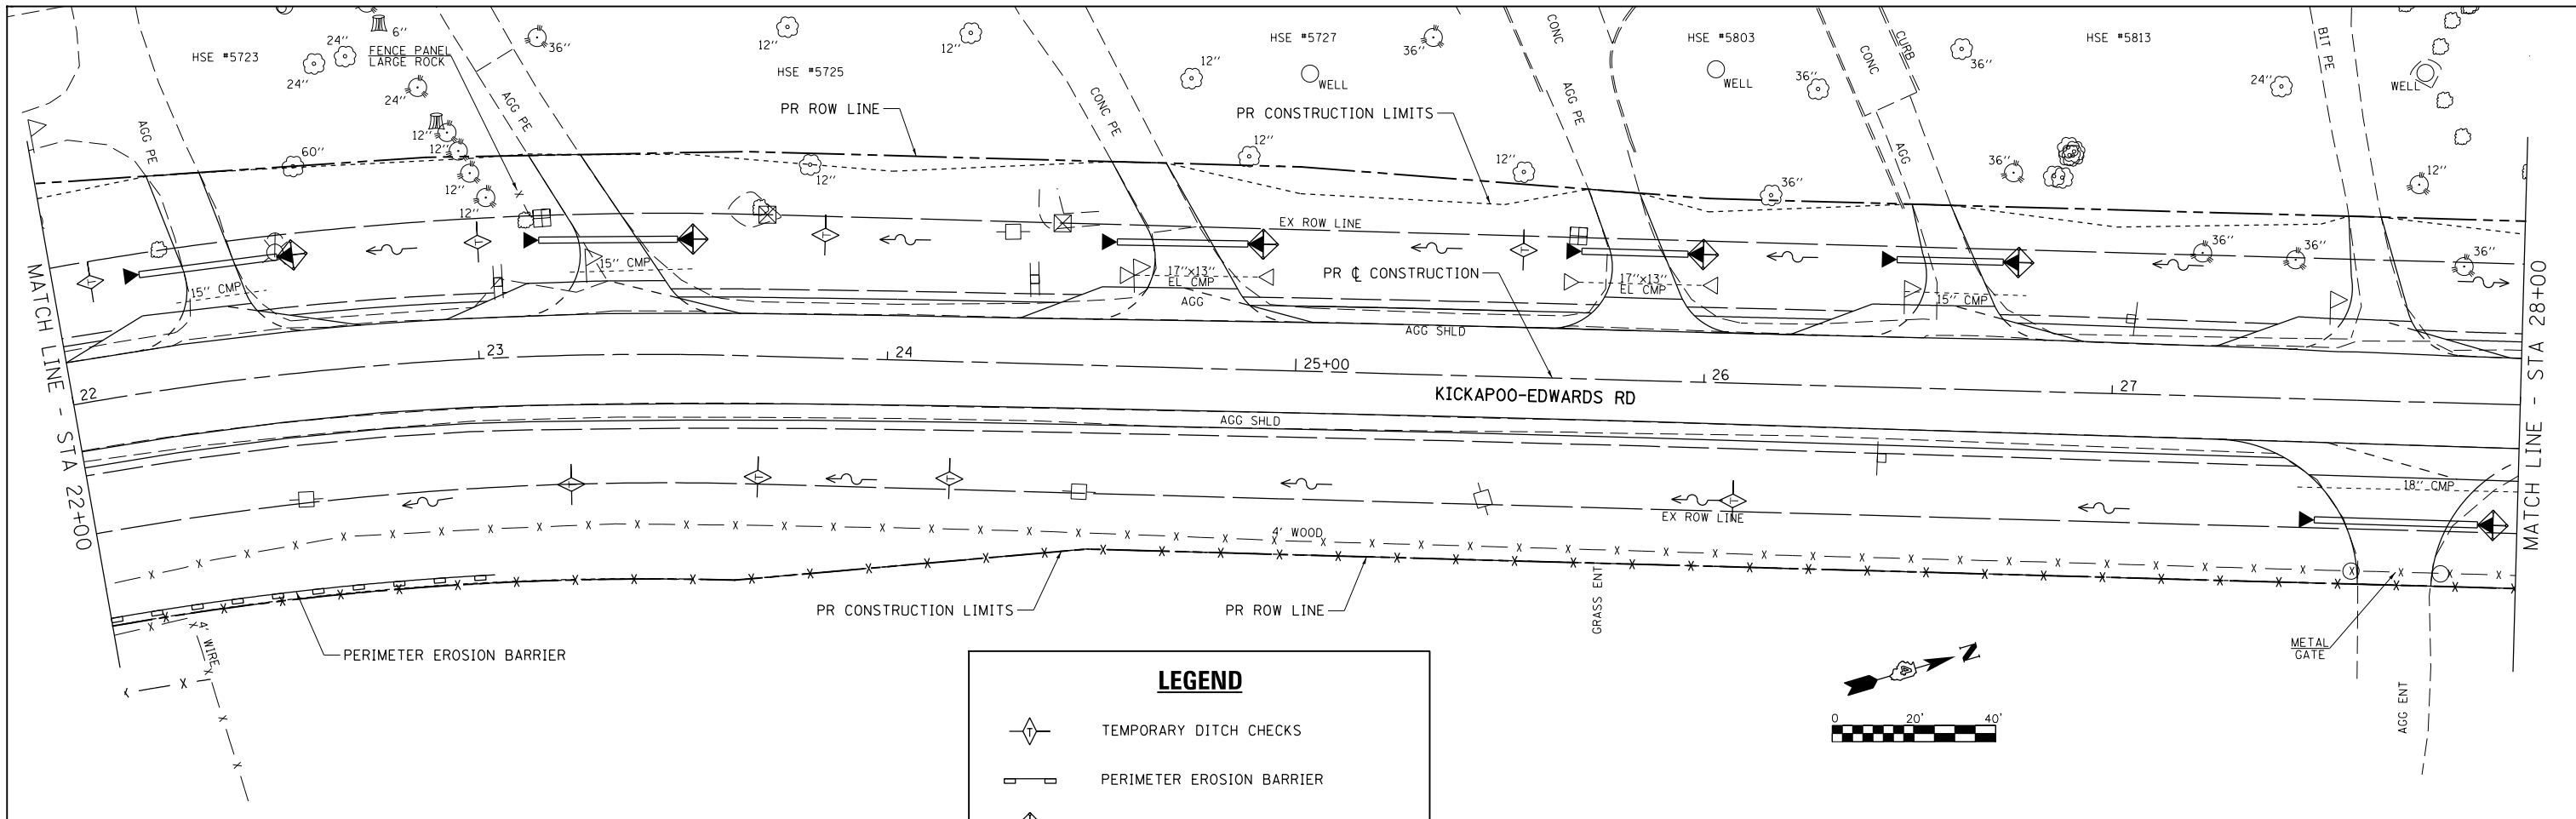 HSE #5723
24''
24''
6''
FENCE PANEL
LARGE ROCK
24''
12''
12''
12''
12''
36''
AGG PE
AGG PE
60''
HSE #5725
12''
12''
12''
PR ROW LINE
CONC PE
12''
12''
HSE #5727
WELL
36''
PR CONSTRUCTION LIMITS
12''
CONC
AGG PE
HSE #5803
WELL
36''
36''
CONC
CURB
AGG
36''
36''
HSE #5813
24''
BIT PE
WELL
12''
36''
36''
36''
EX ROW LINE
PR ℄ CONSTRUCTION
15'' CMP
15'' CMP
17''x13''
EL CMP
AGG
17''x13''
EL CMP
15'' CMP
AGG SHLD
MATCH LINE - STA 22+00
22
23
24
25+00
26
27
KICKAPOO-EDWARDS RD
AGG SHLD
MATCH LINE - STA 28+00
18'' CMP
EX ROW LINE
4' WOOD
PR CONSTRUCTION LIMITS
PR ROW LINE
GRASS ENT
4' WIRE
PERIMETER EROSION BARRIER
METAL
GATE
AGG ENT
N
0 20' 40'
LEGEND
T TEMPORARY DITCH CHECKS
PERIMETER EROSION BARRIER